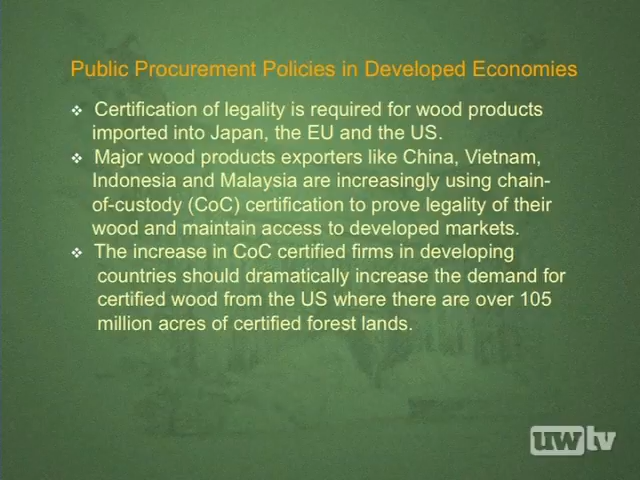 Public Procurement Policies in Developed Economies
❖ Certification of legality is required for wood products
imported into Japan, the EU and the US.
❖ Major wood products exporters like China, Vietnam,
Indonesia and Malaysia are increasingly using chain-
of-custody (CoC) certification to prove legality of their
wood and maintain access to developed markets.
❖ The increase in CoC certified firms in developing
countries should dramatically increase the demand for
certified wood from the US where there are over 105
million acres of certified forest lands.
uwtv